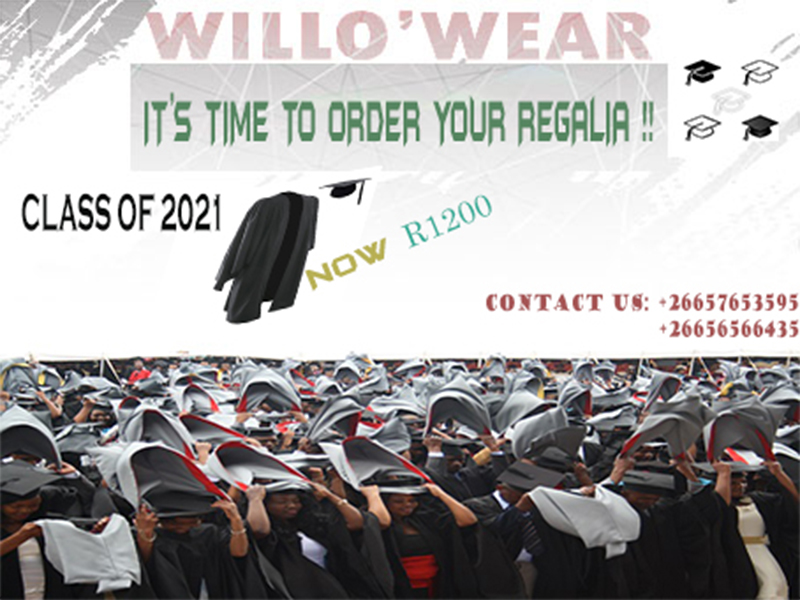 WILLO'WEAR
IT'S TIME TO ORDER YOUR REGALIA !!
CLASS OF 2021
NOW R1200
CONTACT US: +26657653595
+26656566435